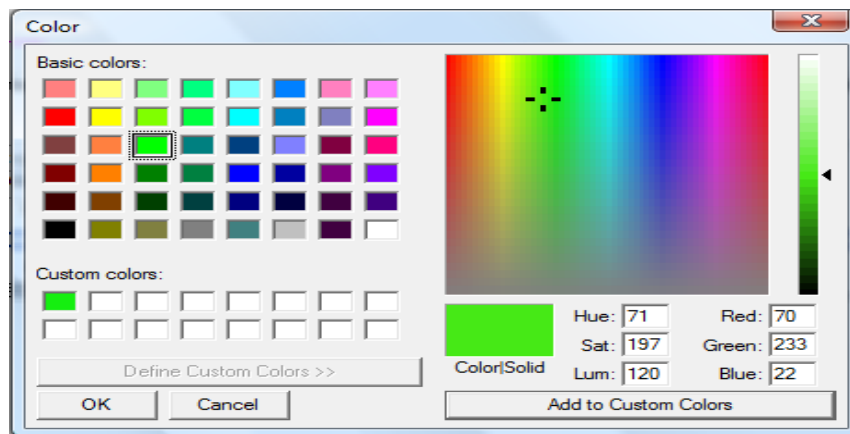 Color
Basic colors:
Custom colors:
Define Custom Colors >>
OK Cancel
Color|Solid
Hue: 71 Red: 70
Sat: 197 Green: 233
Lum: 120 Blue: 22
Add to Custom Colors